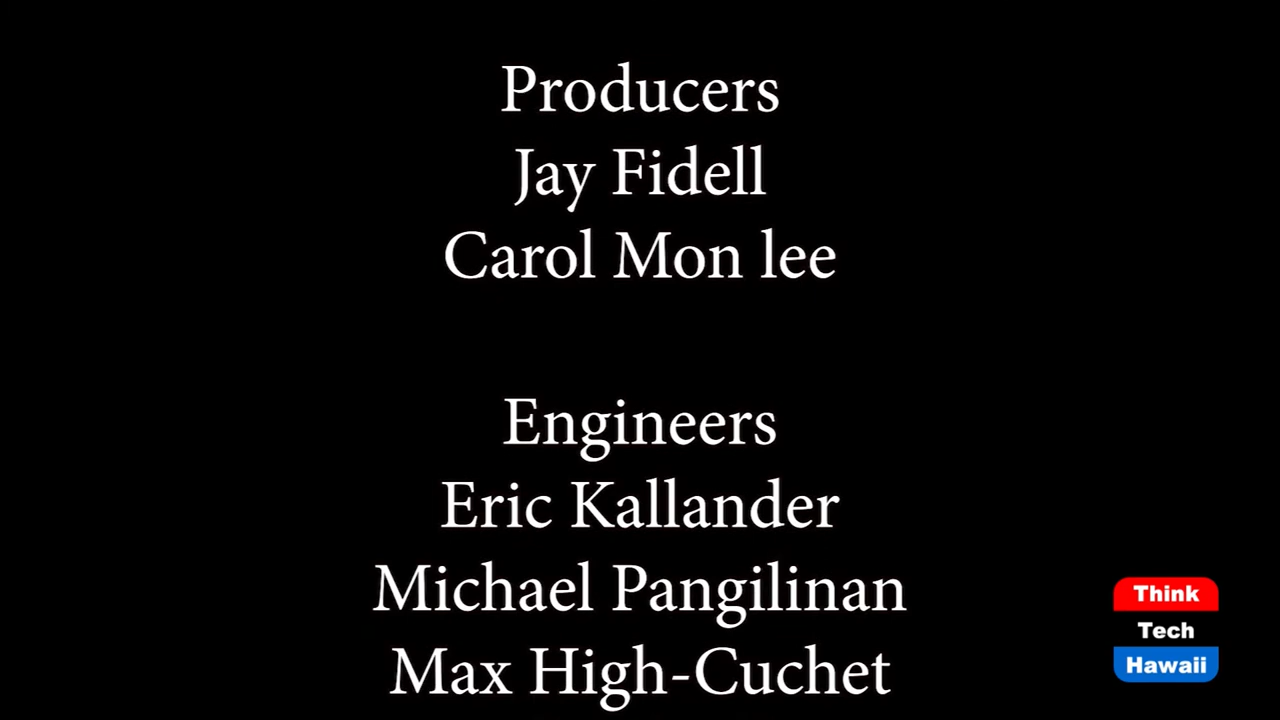 Producers
Jay Fidell
Carol Mon lee
Engineers
Eric Kallander
Michael Pangilinan
Max High-Cuchet
Think
Tech
Hawaii